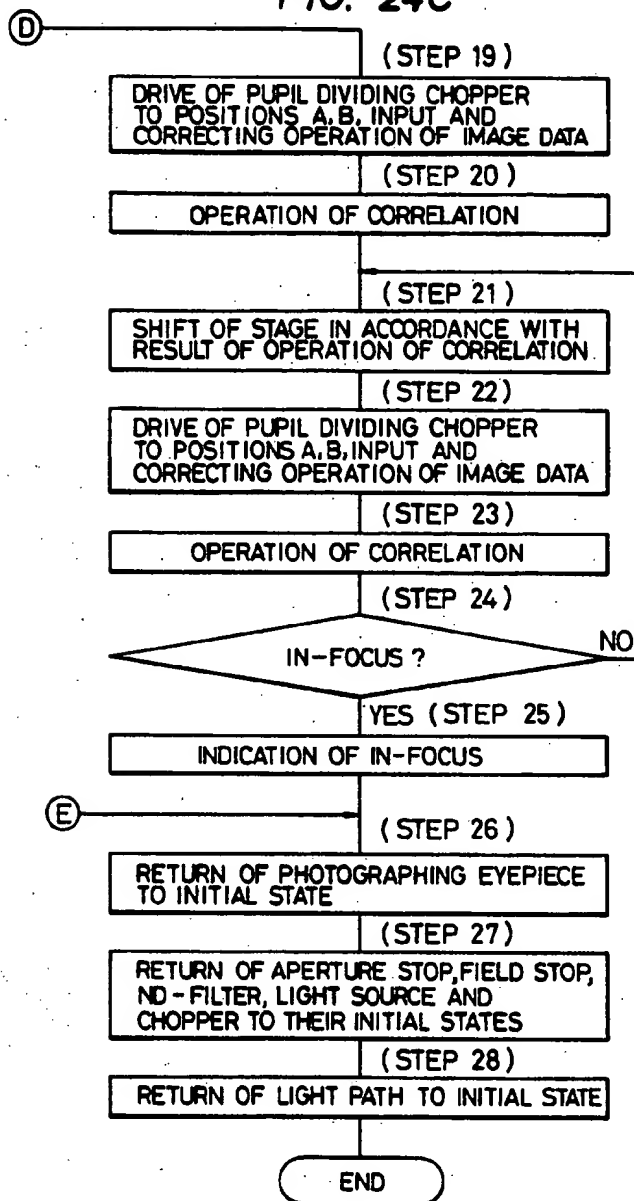 FIG. 24C
D
(STEP 19)
DRIVE OF PUPIL DIVIDING CHOPPER
TO POSITIONS A, B, INPUT AND
CORRECTING OPERATION OF IMAGE DATA
(STEP 20)
OPERATION OF CORRELATION
(STEP 21)
SHIFT OF STAGE IN ACCORDANCE WITH
RESULT OF OPERATION OF CORRELATION
(STEP 22)
DRIVE OF PUPIL DIVIDING CHOPPER
TO POSITIONS A, B, INPUT AND
CORRECTING OPERATION OF IMAGE DATA
(STEP 23)
OPERATION OF CORRELATION
(STEP 24)
IN-FOCUS ?
NO
YES (STEP 25)
INDICATION OF IN-FOCUS
E
(STEP 26)
RETURN OF PHOTOGRAPHING EYEPIECE
TO INITIAL STATE
(STEP 27)
RETURN OF APERTURE STOP, FIELD STOP,
ND-FILTER, LIGHT SOURCE AND
CHOPPER TO THEIR INITIAL STATES
(STEP 28)
RETURN OF LIGHT PATH TO INITIAL STATE
END